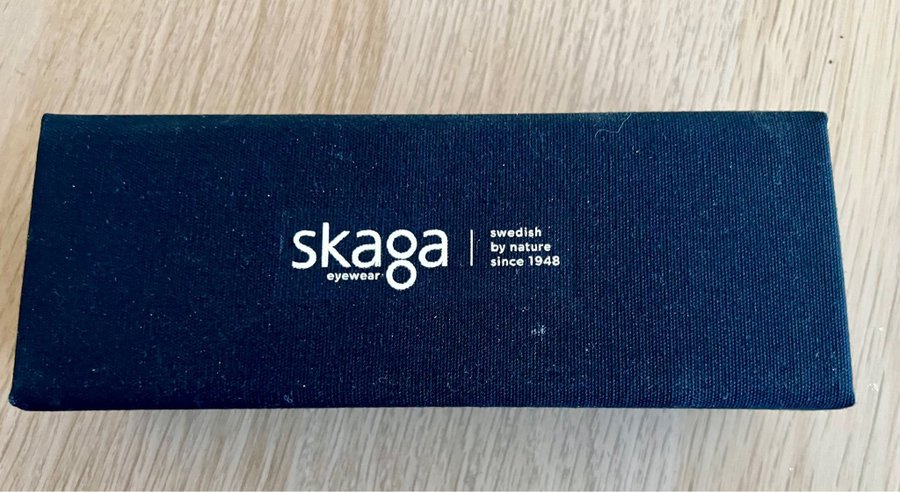 skaga
eyewear
swedish
by nature
since 1948